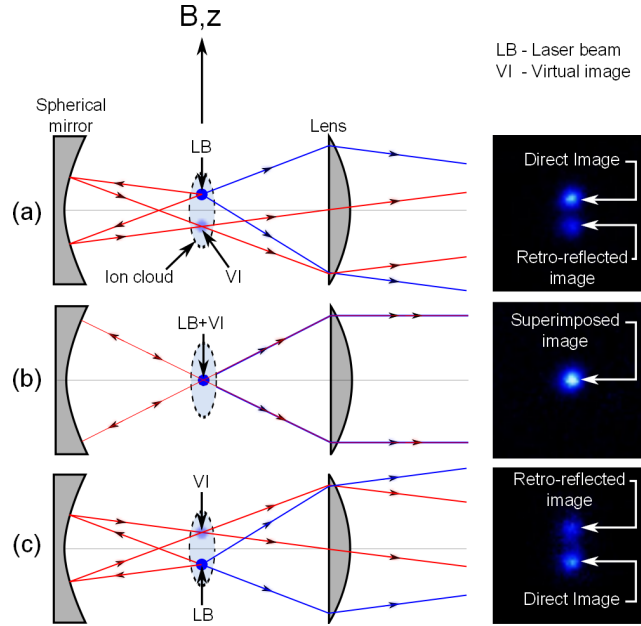 B,z
LB - Laser beam
VI - Virtual image
Spherical
mirror
Lens
LB
(a)
Ion cloud
VI
Direct Image
Retro-reflected
image
LB+VI
(b)
Superimposed
image
VI
(c)
LB
Retro-reflected
image
Direct Image